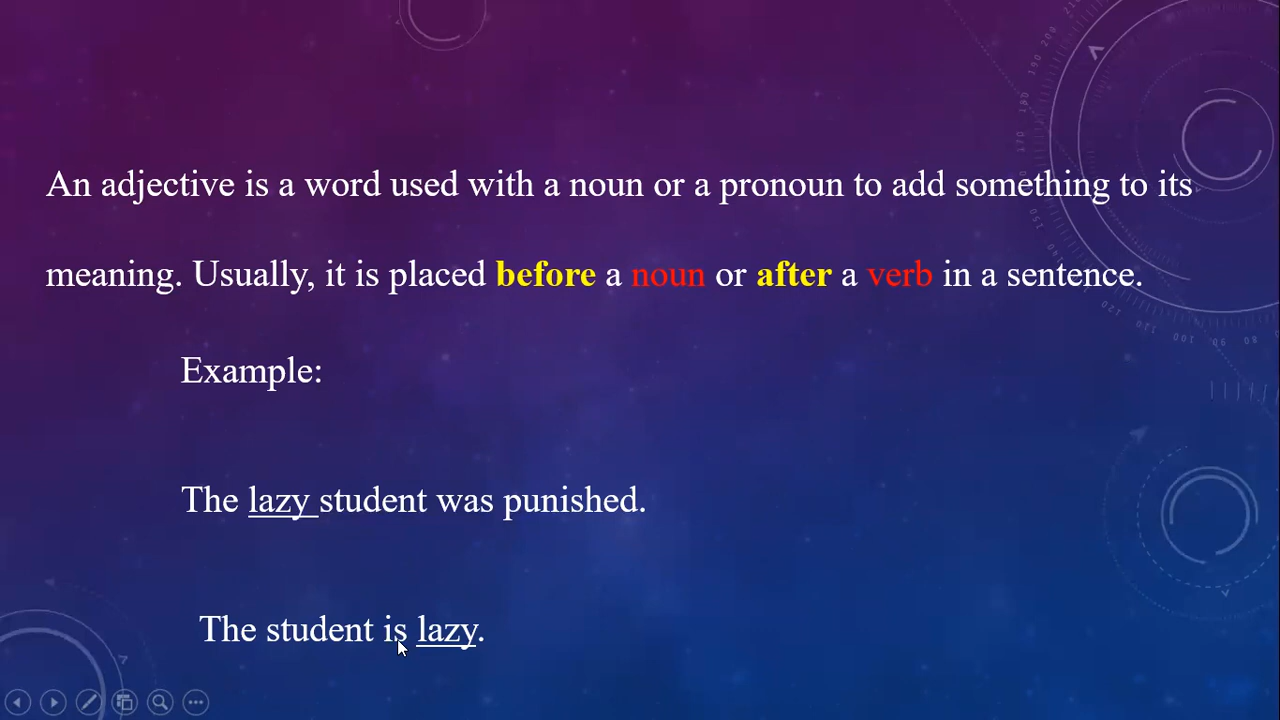 An adjective is a word used with a noun or a pronoun to add something to its
meaning. Usually, it is placed before a noun or after a verb in a sentence.
Example:
The lazy student was punished.
The student is lazy.